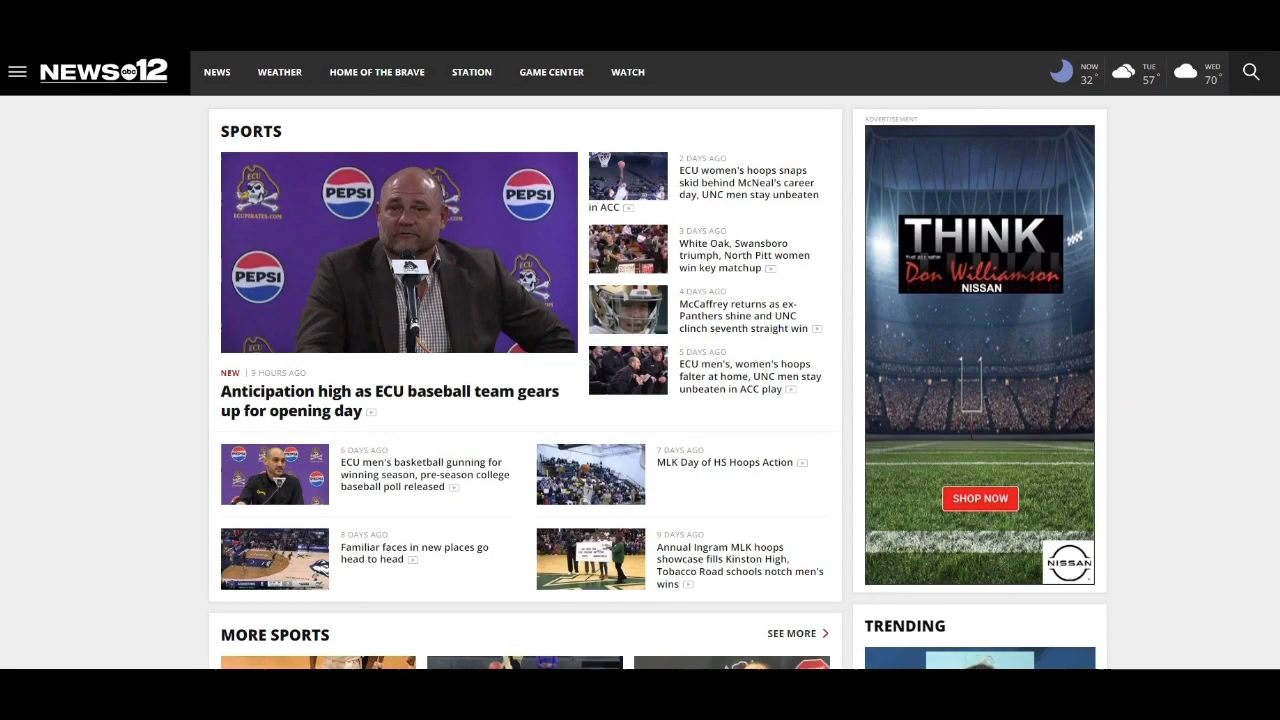 NEWS abc 12
NEWS
WEATHER
HOME OF THE BRAVE
STATION
GAME CENTER
WATCH
NOW
32°
TUE
57°
WED
70°
SPORTS
PEPSI
PEPSI
PEPSI
ECU
ECUPIRATES.COM
ECU
NEW | 9 HOURS AGO
Anticipation high as ECU baseball team gears
up for opening day
2 DAYS AGO
ECU women's hoops snaps
skid behind McNeal's career
day, UNC men stay unbeaten
in ACC
3 DAYS AGO
White Oak, Swansboro
triumph, North Pitt women
win key matchup
4 DAYS AGO
McCaffrey returns as ex-
Panthers shine and UNC
clinch seventh straight win
5 DAYS AGO
ECU men's, women's hoops
falter at home, UNC men stay
unbeaten in ACC play
6 DAYS AGO
ECU men's basketball gunning for
winning season, pre-season college
baseball poll released
7 DAYS AGO
MLK Day of HS Hoops Action
8 DAYS AGO
Familiar faces in new places go
head to head
9 DAYS AGO
Annual Ingram MLK hoops
showcase fills Kinston High,
Tobacco Road schools notch men's
wins
MORE SPORTS
SEE MORE
ADVERTISEMENT
THINK
THE ALL NEW
Don Williamson
NISSAN
SHOP NOW
NISSAN
TRENDING